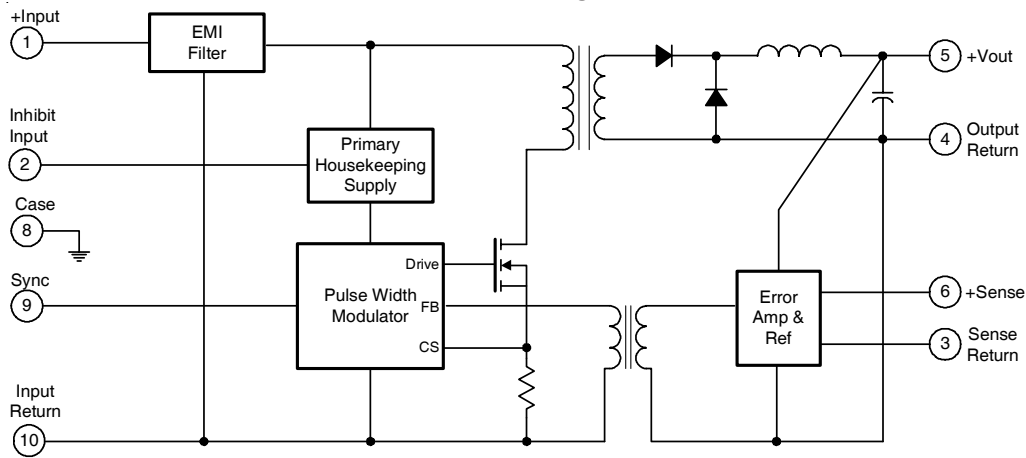 +Input
1
EMI
Filter
5
+Vout
Inhibit
Input
2
Primary
Housekeeping
Supply
4
Output
Return
Case
8
Drive
Sync
9
Pulse Width
Modulator
FB
CS
Error
Amp &
Ref
6
+Sense
3
Sense
Return
Input
Return
10